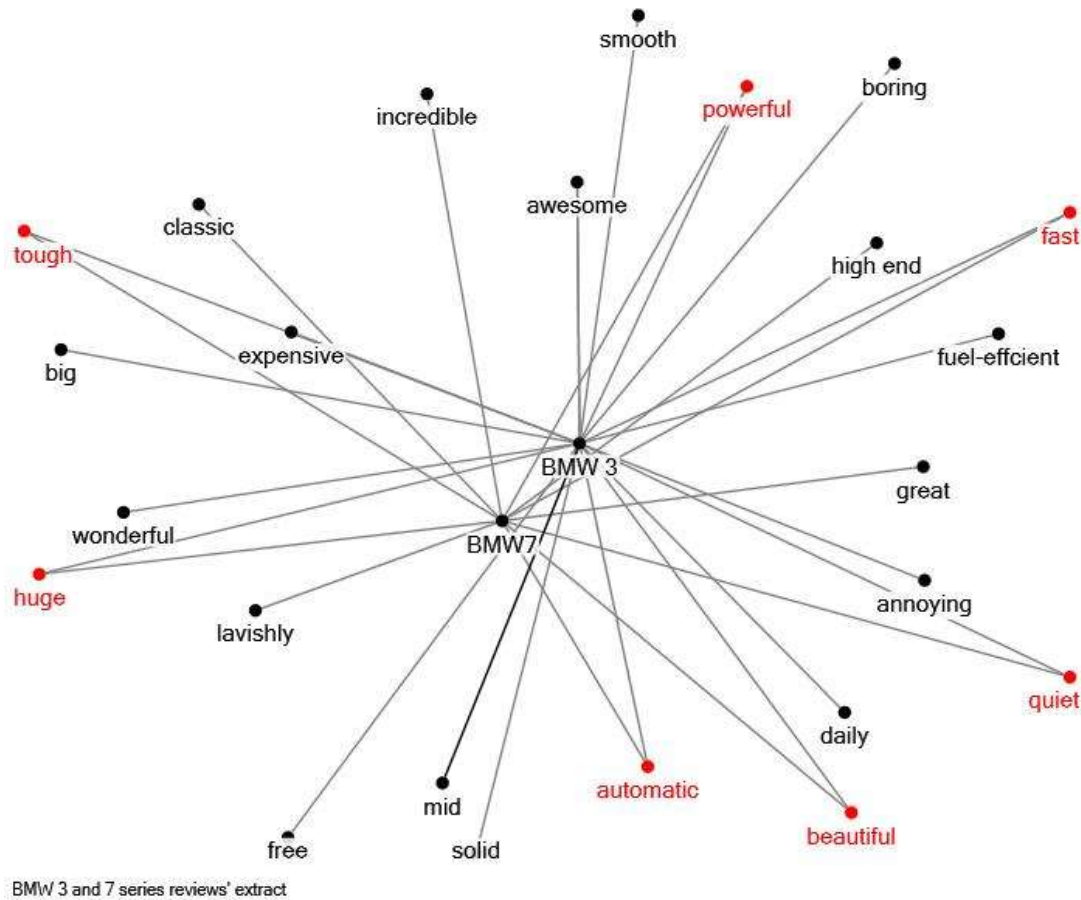 smooth
boring
powerful
incredible
awesome
classic
fast
tough
high end
expensive
fuel-effcient
big
BMW 3
great
wonderful
BMW7
huge
annoying
lavishly
quiet
daily
automatic
mid
beautiful
free
solid
BMW 3 and 7 series reviews' extract